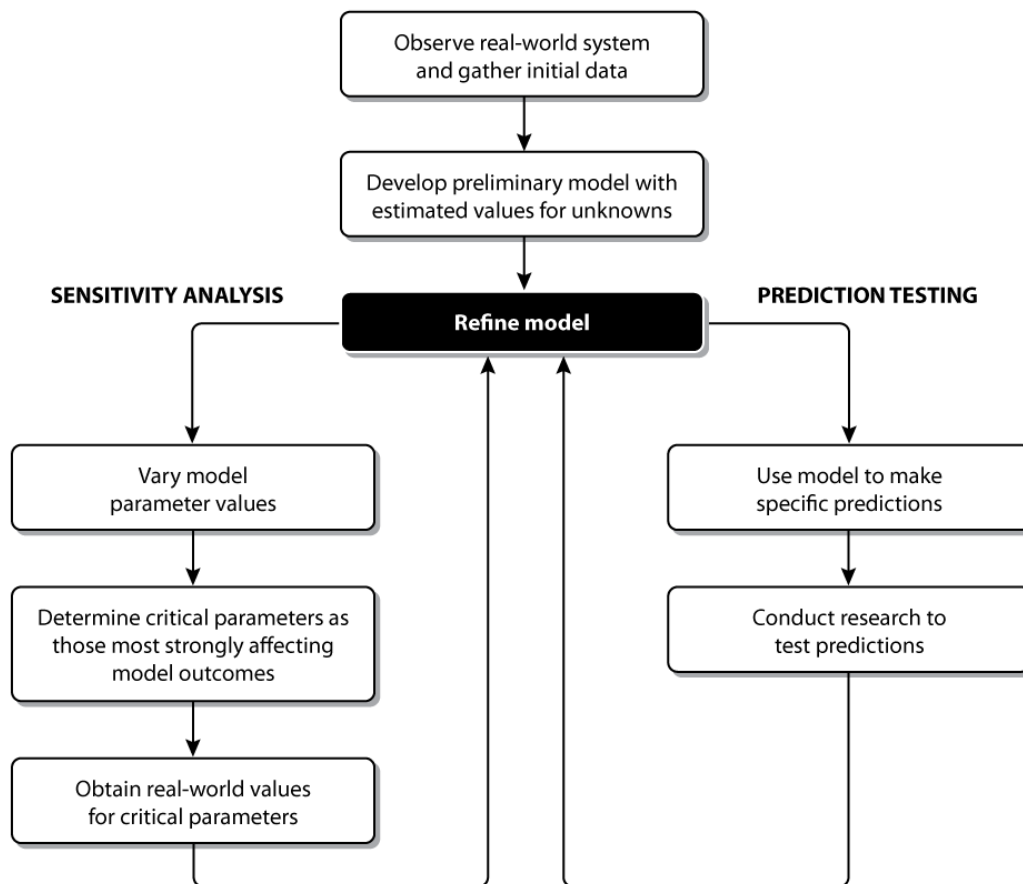 Observe real-world system
and gather initial data
Develop preliminary model with
estimated values for unknowns
SENSITIVITY ANALYSIS
PREDICTION TESTING
Refine model
Vary model
parameter values
Determine critical parameters as
those most strongly affecting
model outcomes
Obtain real-world values
for critical parameters
Use model to make
specific predictions
Conduct research to
test predictions